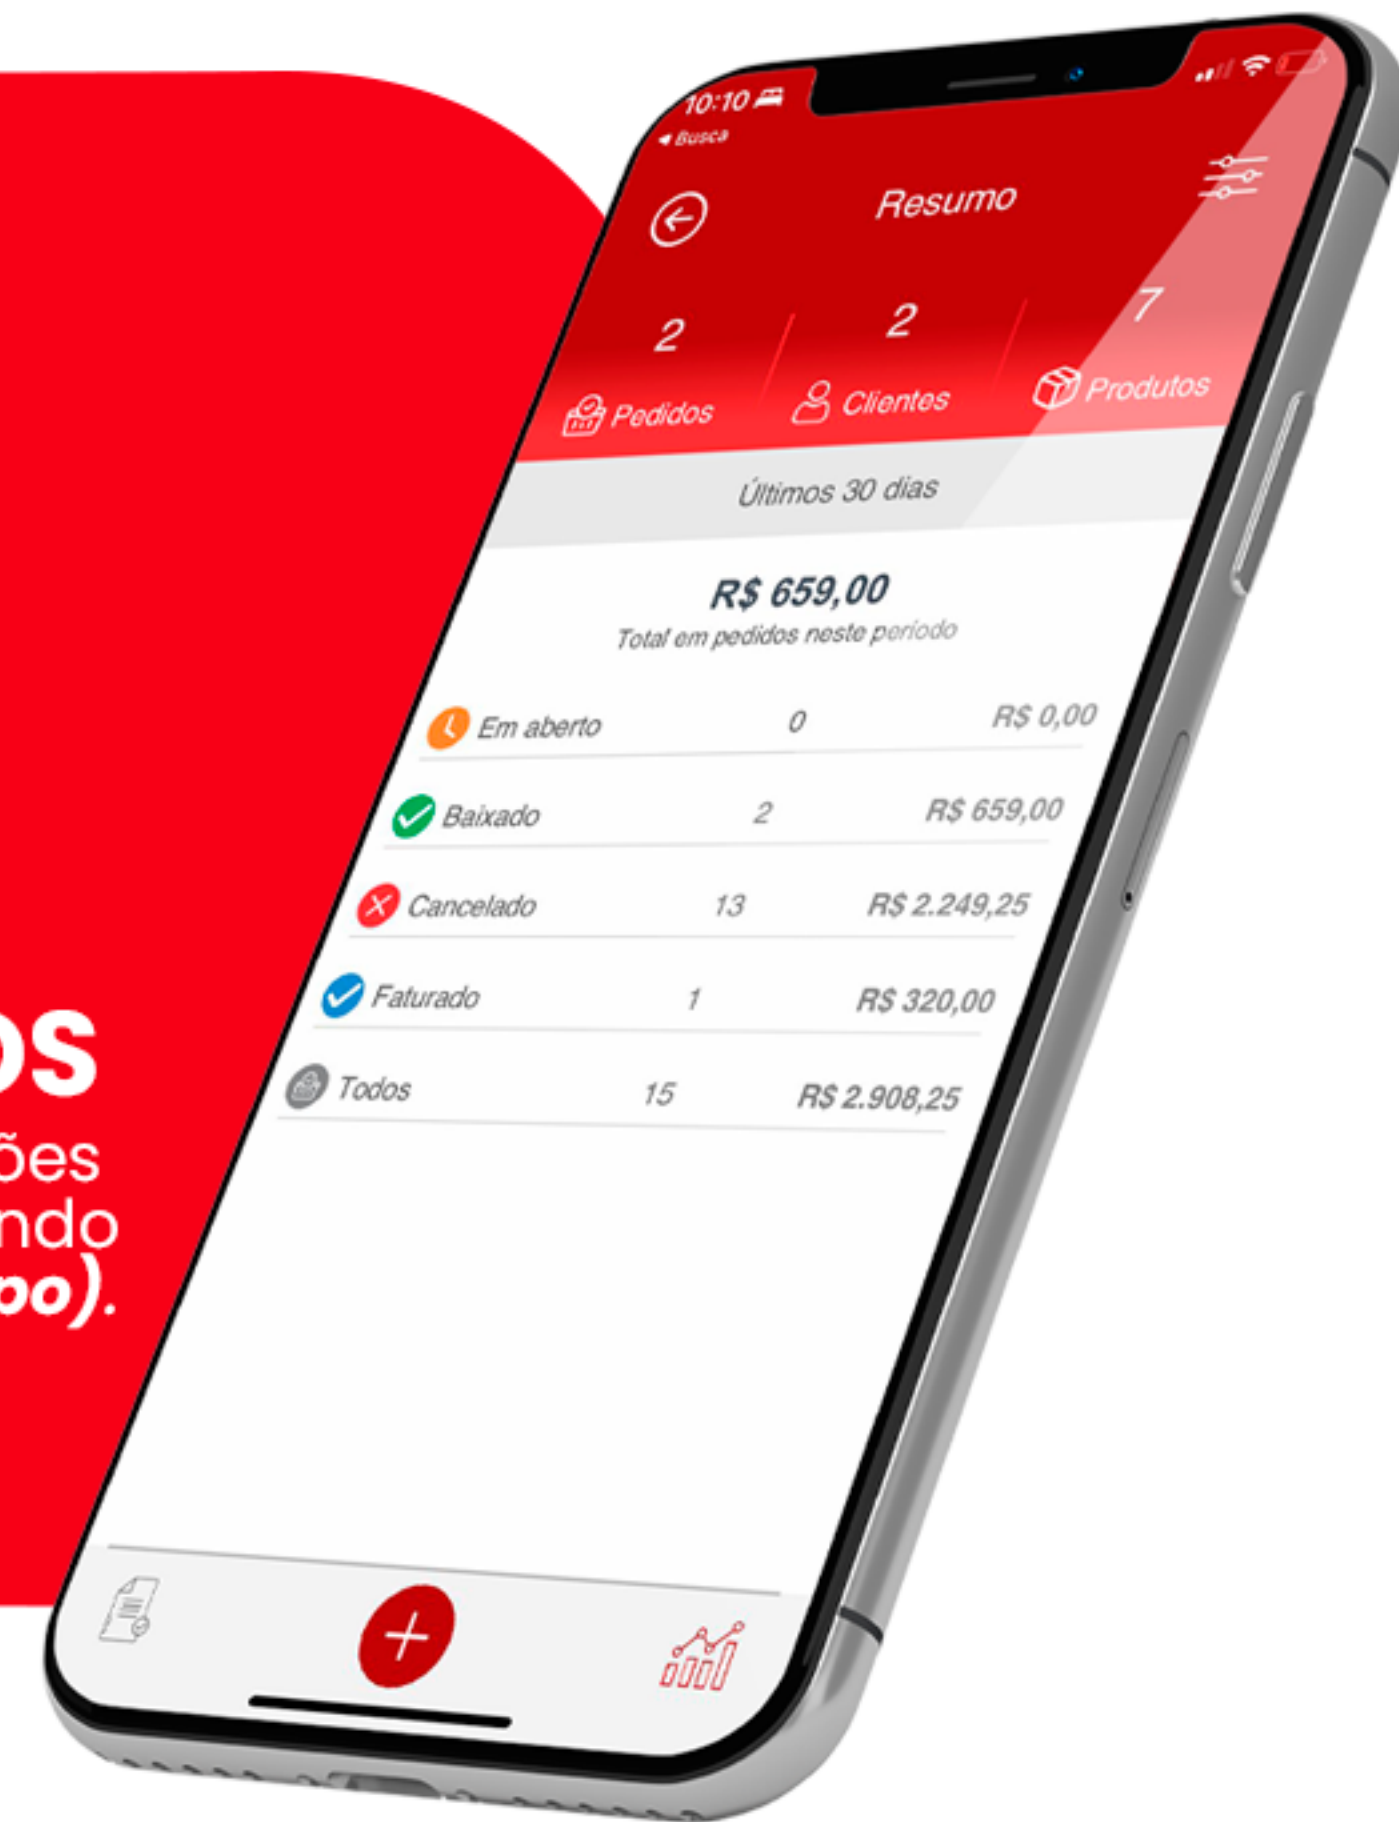 10:10
◀ Busca
Resumo
2 2 7
Pedidos Clientes Produtos
Últimos 30 dias
R$ 659,00
Total em pedidos neste período
Em aberto 0 R$ 0,00
Baixado 2 R$ 659,00
Cancelado 13 R$ 2.249,25
Faturado 1 R$ 320,00
Todos 15 R$ 2.908,25
os
ões
ndo
po).